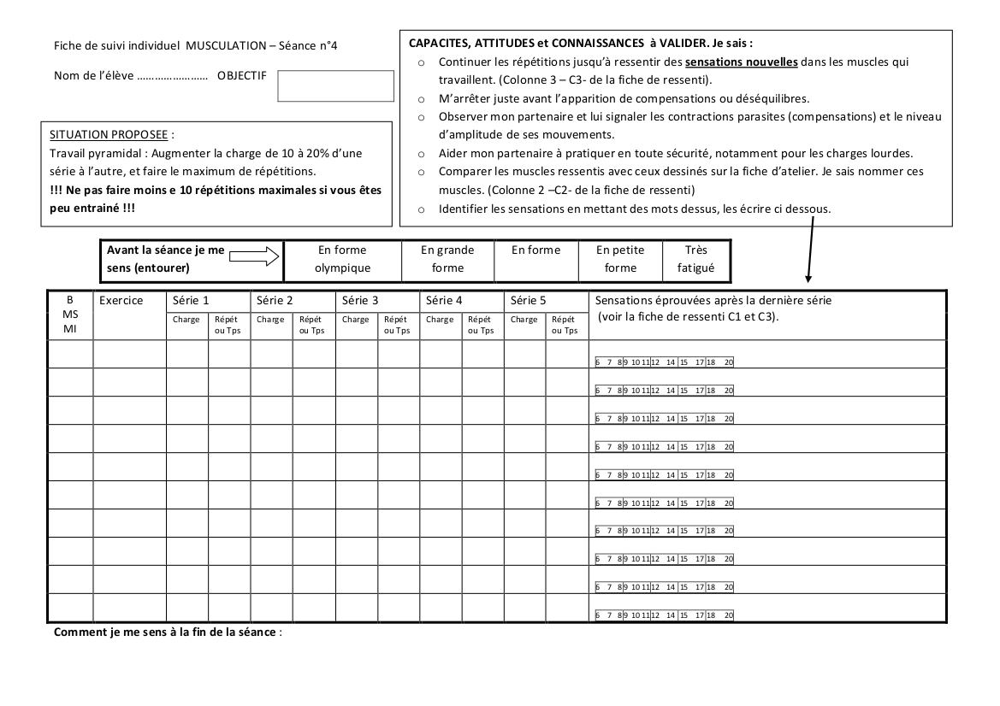 Fiche de suivi individuel  MUSCULATION – Séance n°4
Nom de l’élève ........................  OBJECTIF
SITUATION PROPOSEE :
Travail pyramidal : Augmenter la charge de 10 à 20% d’une
série à l’autre, et faire le maximum de répétitions.
!!! Ne pas faire moins e 10 répétitions maximales si vous êtes
peu entrainé !!!
CAPACITES, ATTITUDES et CONNAISSANCES  à VALIDER. Je sais :
o Continuer les répétitions jusqu’à ressentir des sensations nouvelles dans les muscles qui
travaillent. (Colonne 3 – C3- de la fiche de ressenti).
o M’arrêter juste avant l’apparition de compensations ou déséquilibres.
o Observer mon partenaire et lui signaler les contractions parasites (compensations) et le niveau
d’amplitude de ses mouvements.
o Aider mon partenaire à pratiquer en toute sécurité, notamment pour les charges lourdes.
o Comparer les muscles ressentis avec ceux dessinés sur la fiche d’atelier. Je sais nommer ces
muscles. (Colonne 2 –C2- de la fiche de ressenti)
o Identifier les sensations en mettant des mots dessus, les écrire ci dessous.
Avant la séance je me
sens (entourer)
En forme
olympique
En grande
forme
En forme
En petite
forme
Très
fatigué
B
MS
MI
Exercice
Série 1
Série 2
Série 3
Série 4
Série 5
Sensations éprouvées après la dernière série
(voir la fiche de ressenti C1 et C3).
Charge
Répét
ou Tps
Charge
Répét
ou Tps
Charge
Répét
ou Tps
Charge
Répét
ou Tps
Charge
Répét
ou Tps
6 7 8 9 10 11 12 14 15 17 18 20
6 7 8 9 10 11 12 14 15 17 18 20
6 7 8 9 10 11 12 14 15 17 18 20
6 7 8 9 10 11 12 14 15 17 18 20
6 7 8 9 10 11 12 14 15 17 18 20
6 7 8 9 10 11 12 14 15 17 18 20
6 7 8 9 10 11 12 14 15 17 18 20
6 7 8 9 10 11 12 14 15 17 18 20
6 7 8 9 10 11 12 14 15 17 18 20
6 7 8 9 10 11 12 14 15 17 18 20
Comment je me sens à la fin de la séance :